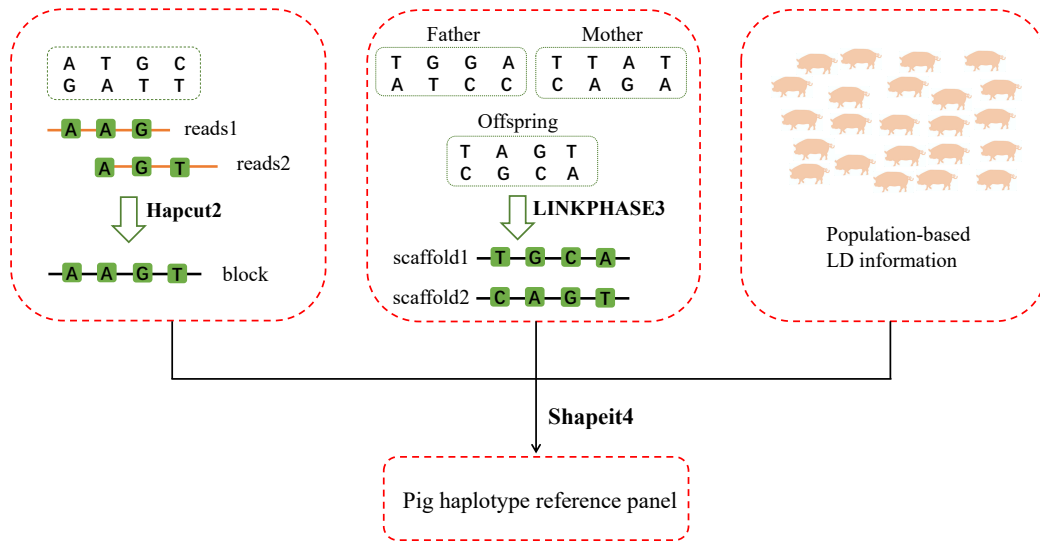 A T G C
G A T T
A A G reads1
A G T reads2
Hapcut2
A A G T block
Father
T G G A
A T C C
Mother
T T A T
C A G A
Offspring
T A G T
C G C A
LINKPHASE3
scaffold1 T G C A
scaffold2 C A G T
Population-based
LD information
Shapeit4
Pig haplotype reference panel